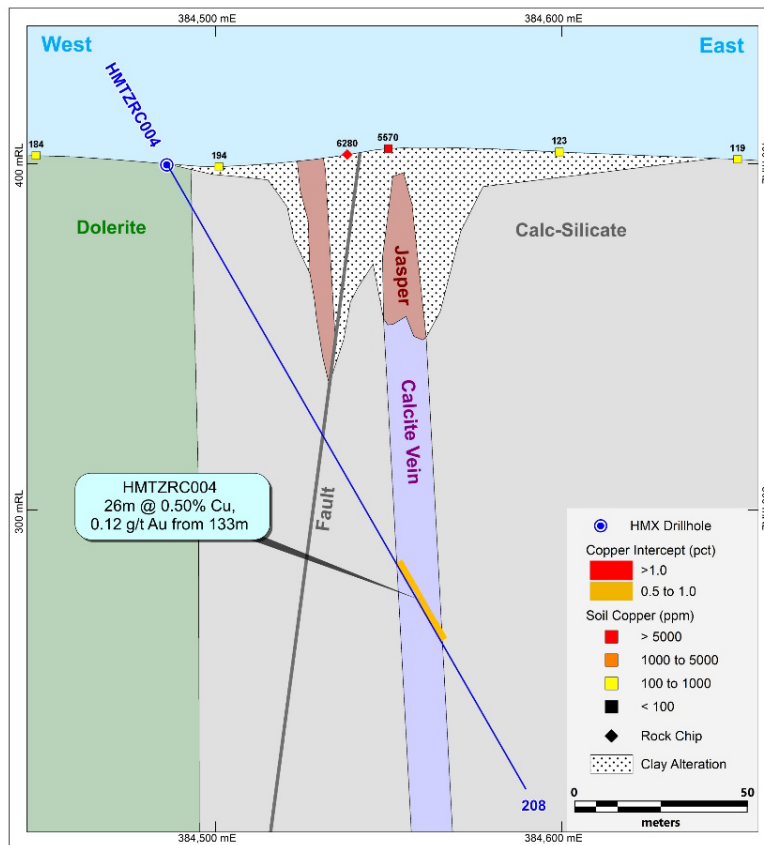 384,500 mE
384,600 mE
West
East
HMTZRC004
184
194
6280
5570
123
119
400 mRL
Dolerite
Calc-Silicate
Jasper
Calcite Vein
Fault
300 mRL
HMTZRC004
26m @ 0.50% Cu,
0.12 g/t Au from 133m
208
HMX Drillhole
Copper Intercept (pct)
>1.0
0.5 to 1.0
Soil Copper (ppm)
> 5000
1000 to 5000
100 to 1000
< 100
Rock Chip
Clay Alteration
0
50
meters
384,500 mE
384,600 mE